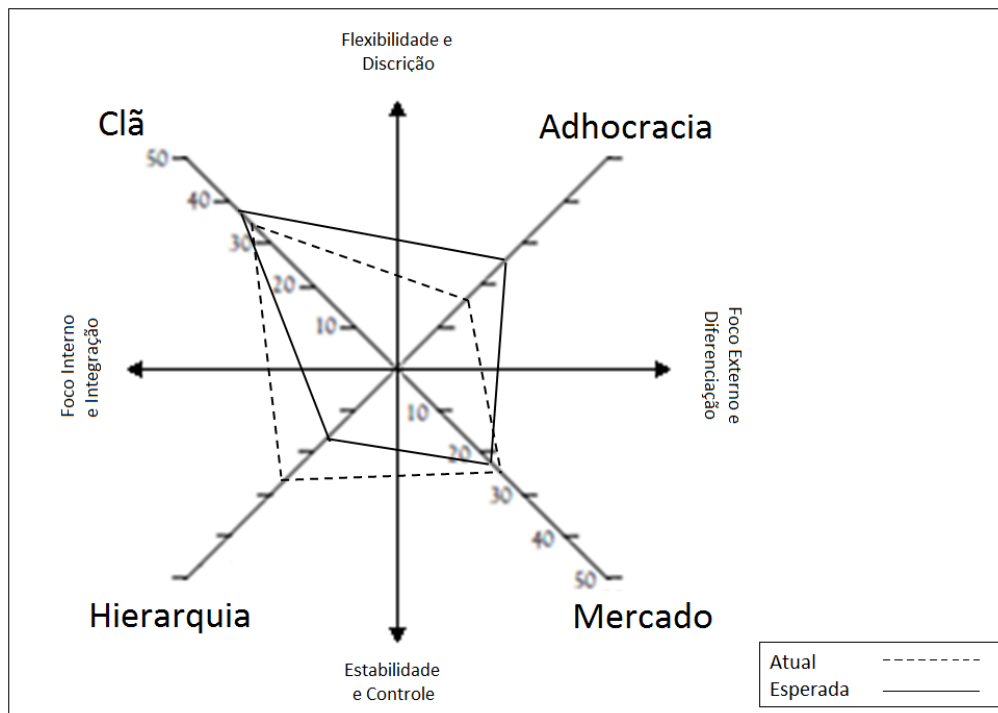 Flexibilidade e
Discrição
Clã
Adhocracia
50
40
30
20
10
Foco Interno
e Integração
Foco Externo e
Diferenciação
10
20
30
40
50
Hierarquia
Mercado
Estabilidade
e Controle
Atual
Esperada